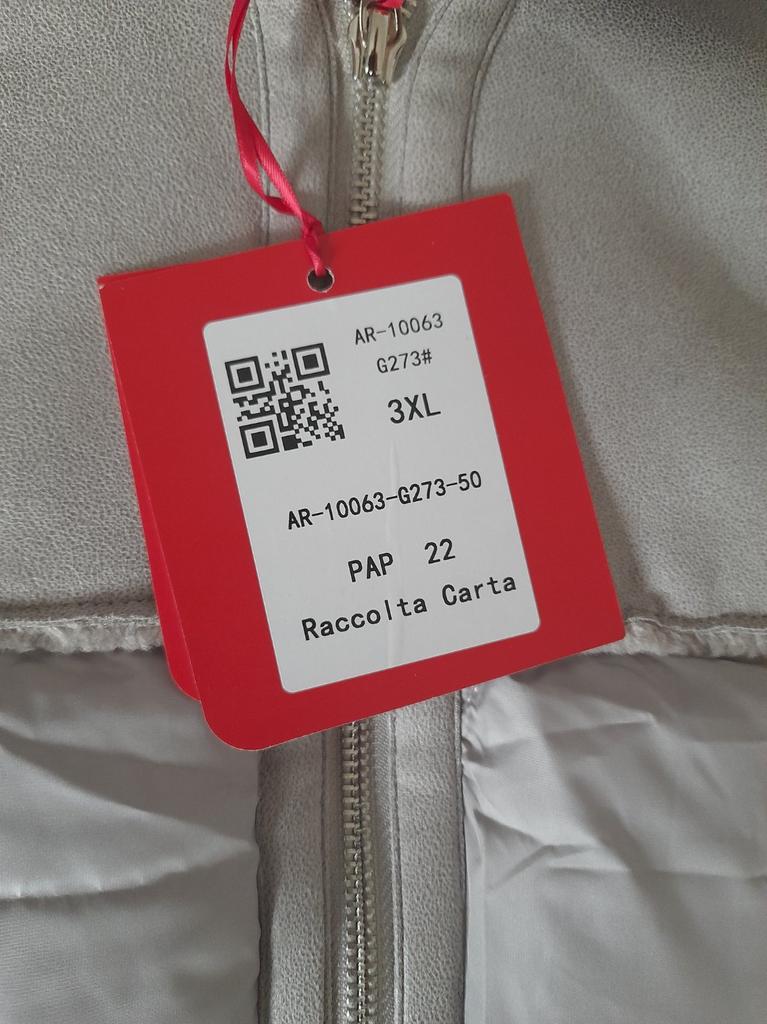 AR-10063
G273#
3XL
AR-10063-G273-50
PAP 22
Raccolta Carta